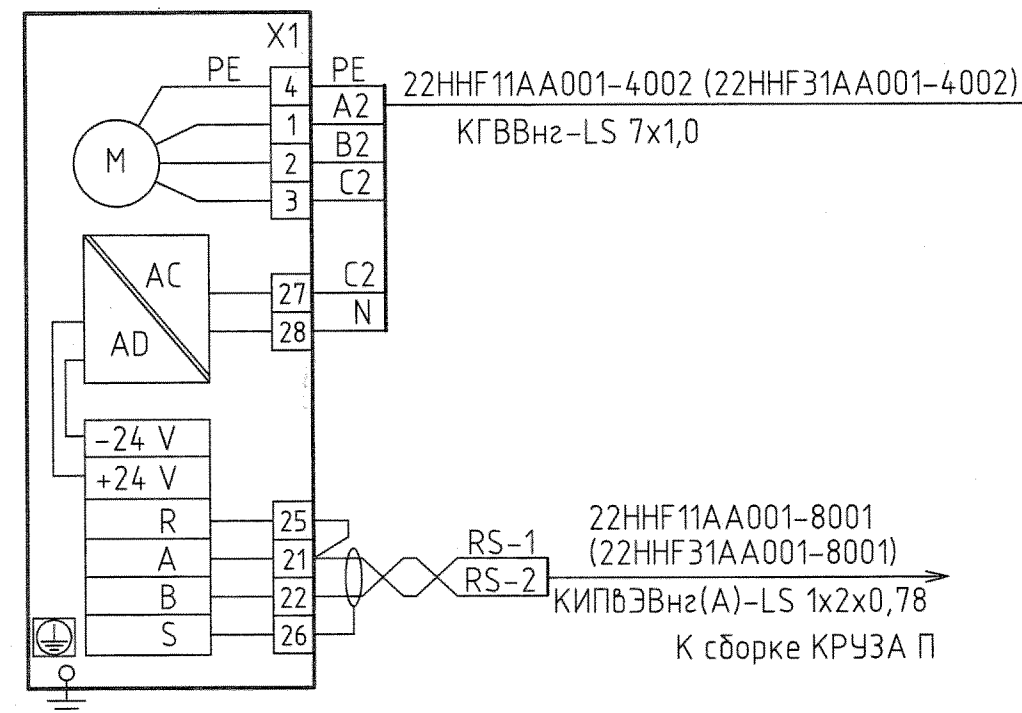 X1
PE
4
PE
22HHF11AA001-4002 (22HHF31AA001-4002)
1
A2
КГВВнг-LS 7x1,0
M
2
B2
3
C2
AC
AD
27
C2
28
N
-24 V
+24 V
R
25
22HHF11AA001-8001
(22HHF31AA001-8001)
A
21
RS-1
B
22
RS-2
КИПвЭВнг(А)-LS 1x2x0,78
S
26
К сборке КРУЗА П